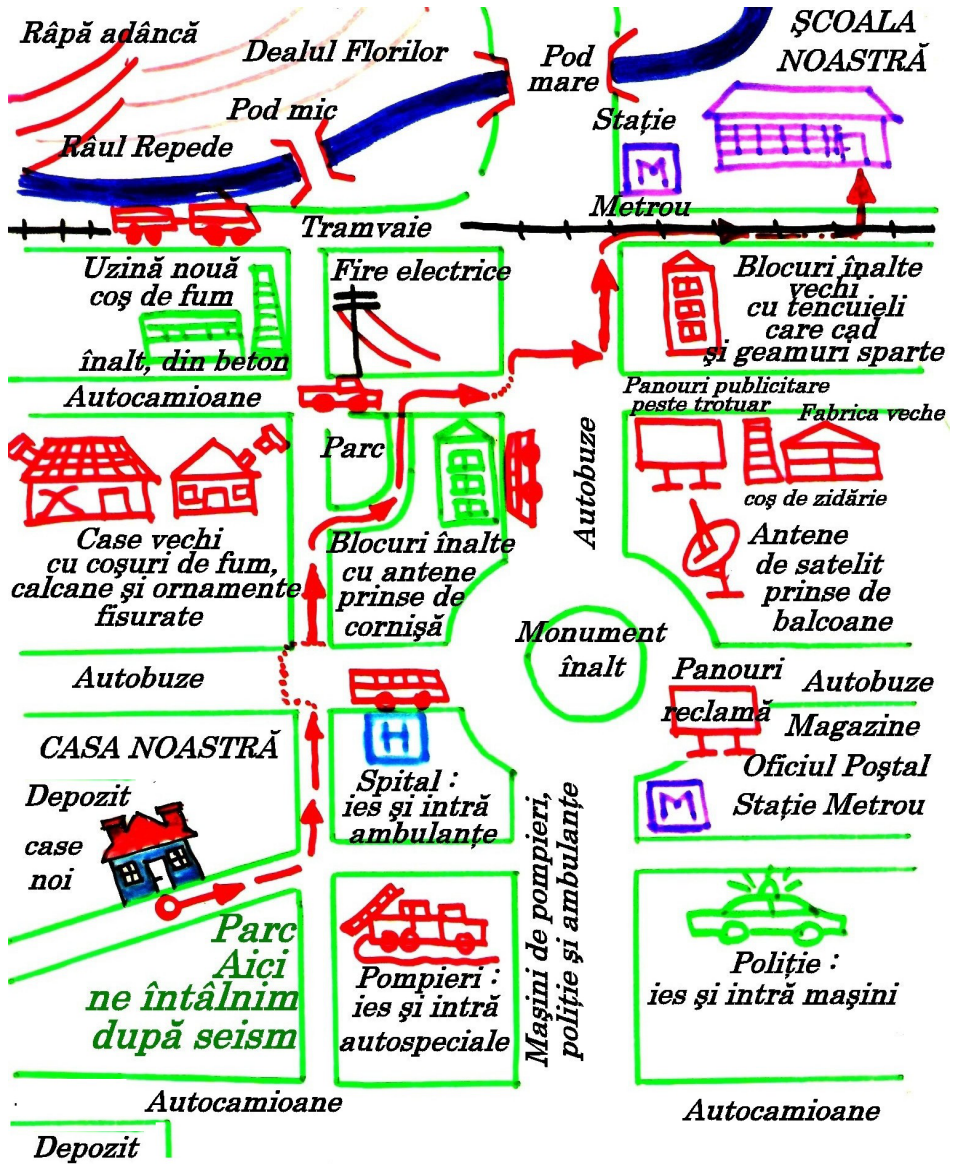 Râpă adâncă
Dealul Florilor
Pod
mare
ȘCOALA
NOASTRĂ
Pod mic
Râul Repede
Stație
M
Metrou
Tramvaie
Uzină nouă
coș de fum
înalt, din beton
Fire electrice
Blocuri înalte
vechi
cu tencuieli
care cad
și geamuri sparte
Autocamioane
Panouri publicitare
peste trotuar
Fabrica veche
Parc
Autobuze
coș de zidărie
Case vechi
cu coșuri de fum,
calcane și ornamente
fisurate
Blocuri înalte
cu antene
prinse de
cornișă
Antene
de satelit
prinse de
balcoane
Monument
înalt
Autobuze
Panouri
reclamă
Autobuze
Magazine
CASA NOASTRĂ
H
Spital :
ies și intră
ambulanțe
Oficiul Poștal
M
Stație Metrou
Depozit
case
noi
Mașini de pompieri,
poliție și ambulanțe
Parc
Aici
ne întâlnim
după seism
Pompieri :
ies și intră
autospeciale
Poliție :
ies și intră mașini
Autocamioane
Autocamioane
Depozit